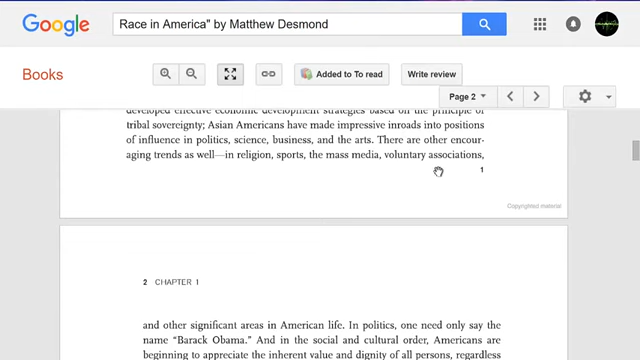 Google
Race in America" by Matthew Desmond
Books
Added to To read
Write review
Page 2
developed effective economic development strategies based on the principle of
tribal sovereignty; Asian Americans have made impressive inroads into positions
of influence in politics, science, business, and the arts. There are other encour-
aging trends as well—in religion, sports, the mass media, voluntary associations,
1
Copyrighted material
2 CHAPTER 1
and other significant areas in American life. In politics, one need only say the
name “Barack Obama.” And in the social and cultural order, Americans are
beginning to appreciate the inherent value and dignity of all persons, regardless